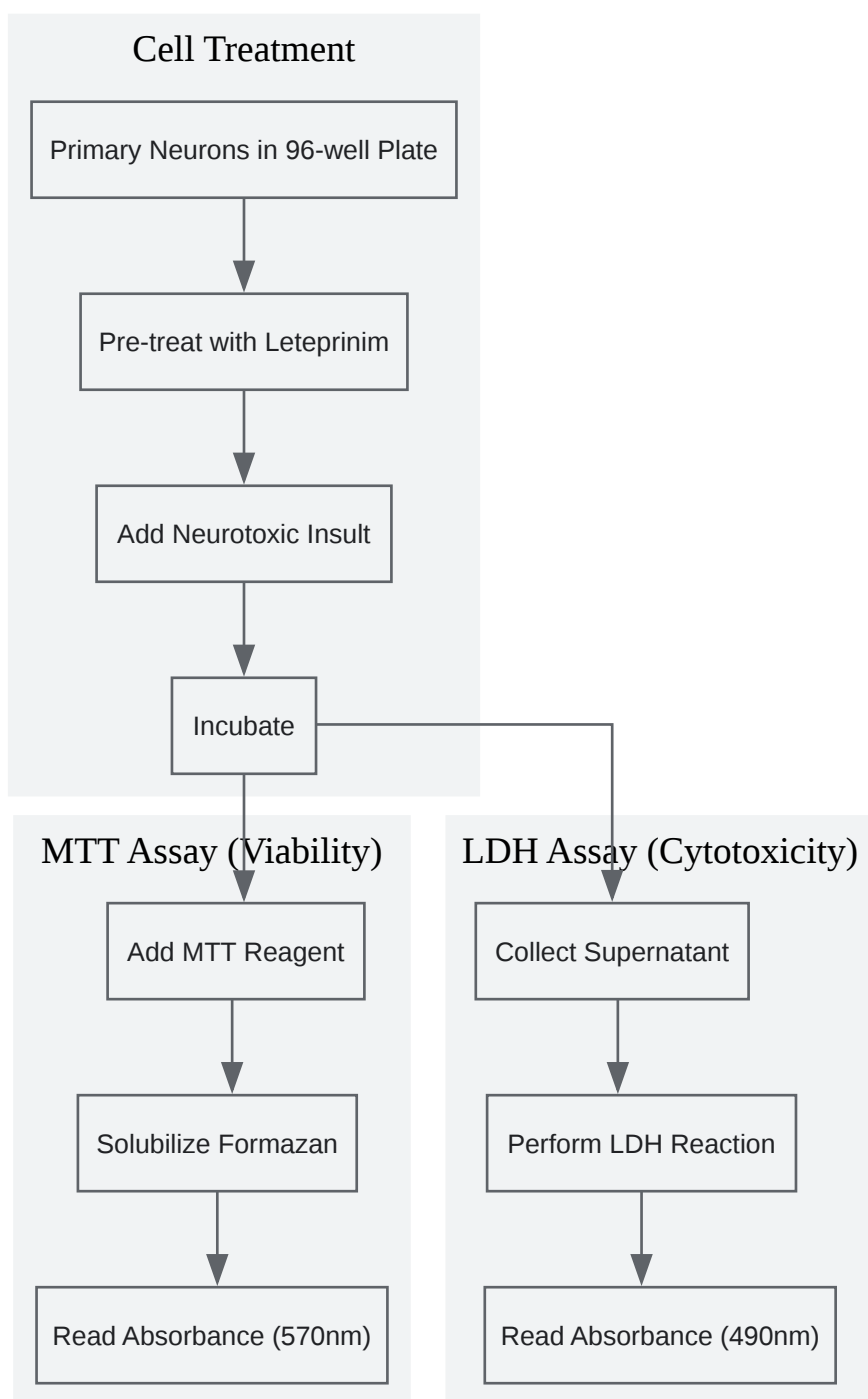 Cell Treatment
Primary Neurons in 96-well Plate
Pre-treat with Leteprinim
Add Neurotoxic Insult
Incubate
MTT Assay (Viability)
Add MTT Reagent
Solubilize Formazan
Read Absorbance (570nm)
LDH Assay (Cytotoxicity)
Collect Supernatant
Perform LDH Reaction
Read Absorbance (490nm)